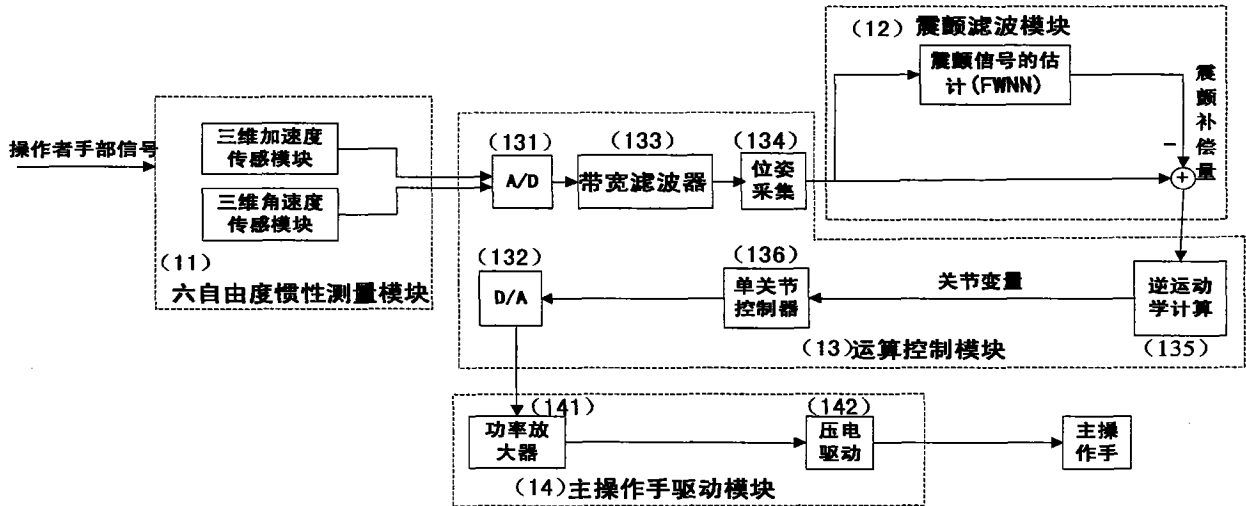 (12)震颤滤波模块
震颤信号的估
计(FWNN)
震颤补偿量
操作者手部信号
三维加速度
传感模块
三维角速度
传感模块
(11)
六自由度惯性测量模块
(131)
A/D
(133)
带宽滤波器
(134)
位姿
采集
−
+
(132)
D/A
(136)
单关节
控制器
关节变量
逆运动
学计算
(135)
(13)运算控制模块
(141)
功率放
大器
(142)
压电
驱动
主操
作手
(14)主操作手驱动模块